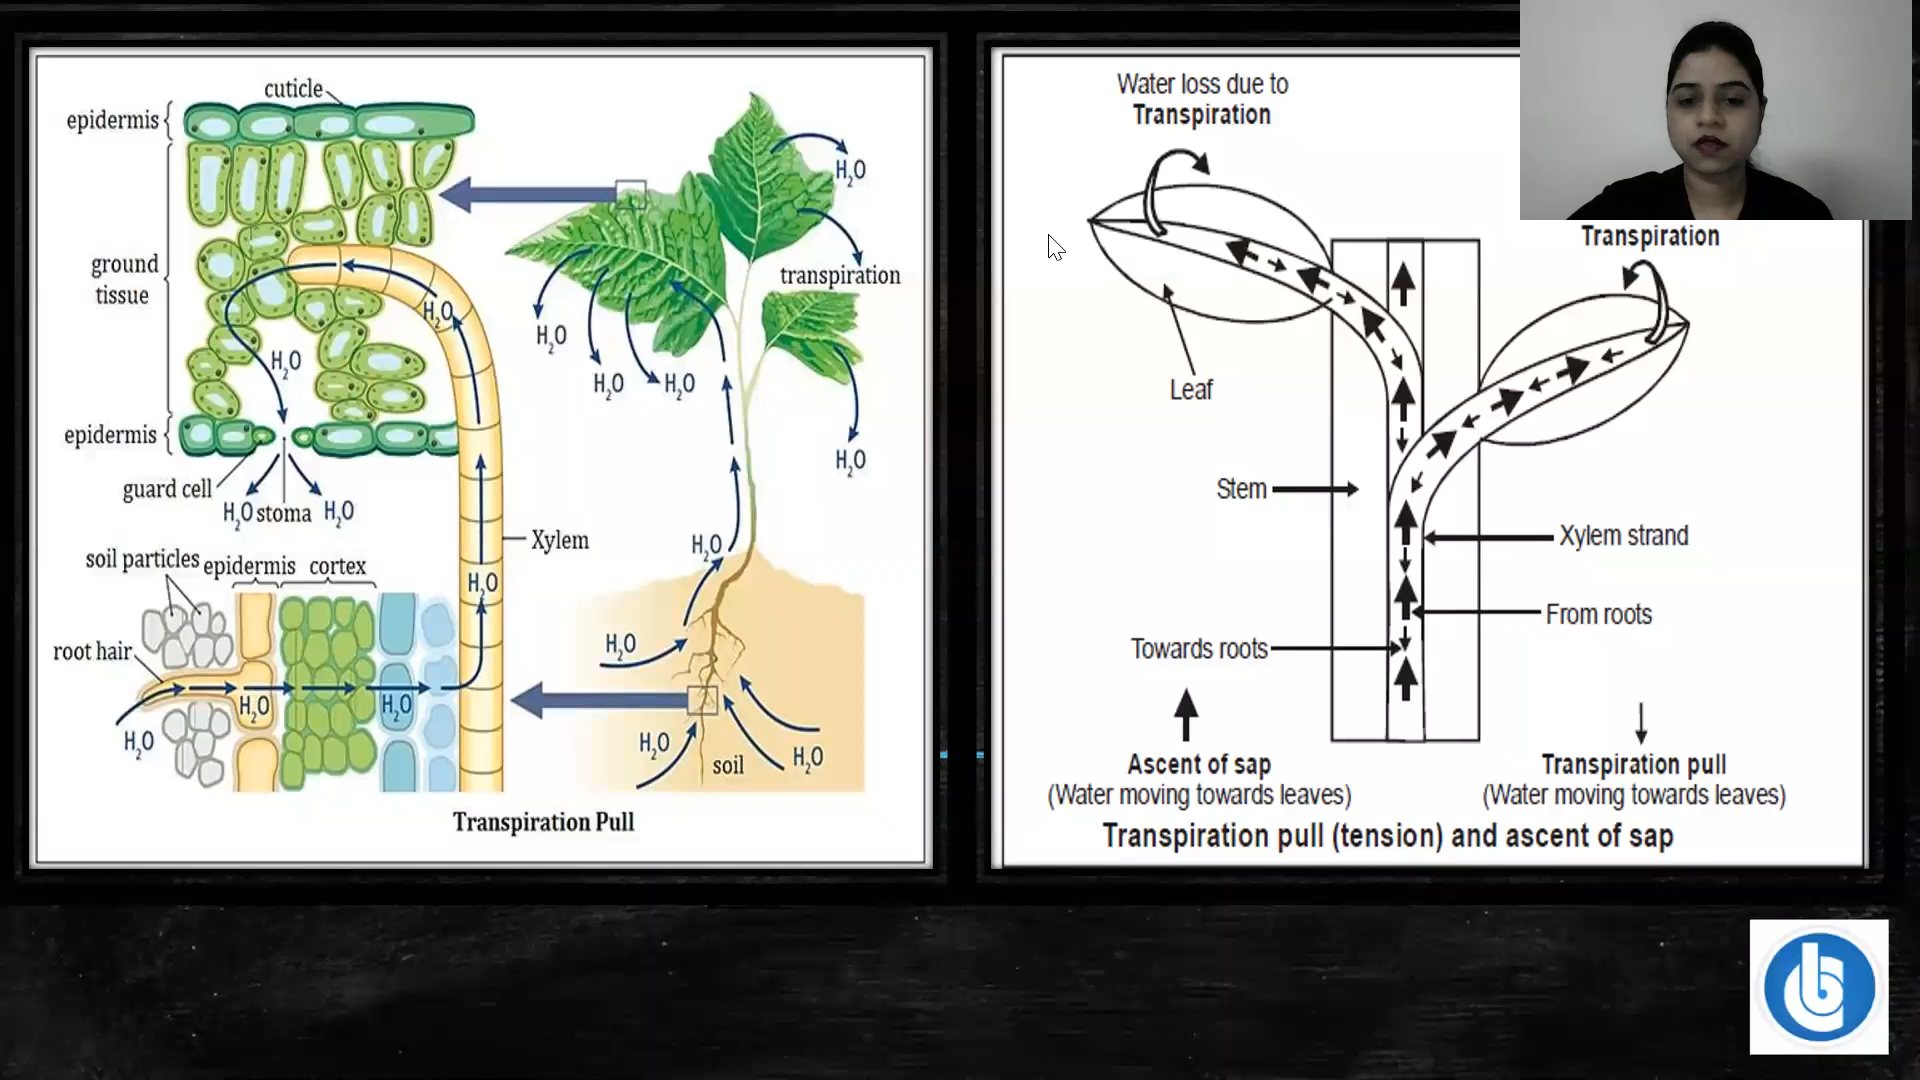 cuticle
epidermis
ground
tissue
H₂O
H₂O
epidermis
guard cell
H₂O stoma H₂O
Xylem
soil particles epidermis cortex
H₂O
root hair
H₂O
H₂O
H₂O
H₂O
transpiration
H₂O
H₂O
H₂O
H₂O
H₂O
H₂O
H₂O
H₂O
soil
Transpiration Pull
Water loss due to
Transpiration
Transpiration
Leaf
Stem
Xylem strand
From roots
Towards roots
Ascent of sap
(Water moving towards leaves)
Transpiration pull
(Water moving towards leaves)
Transpiration pull (tension) and ascent of sap